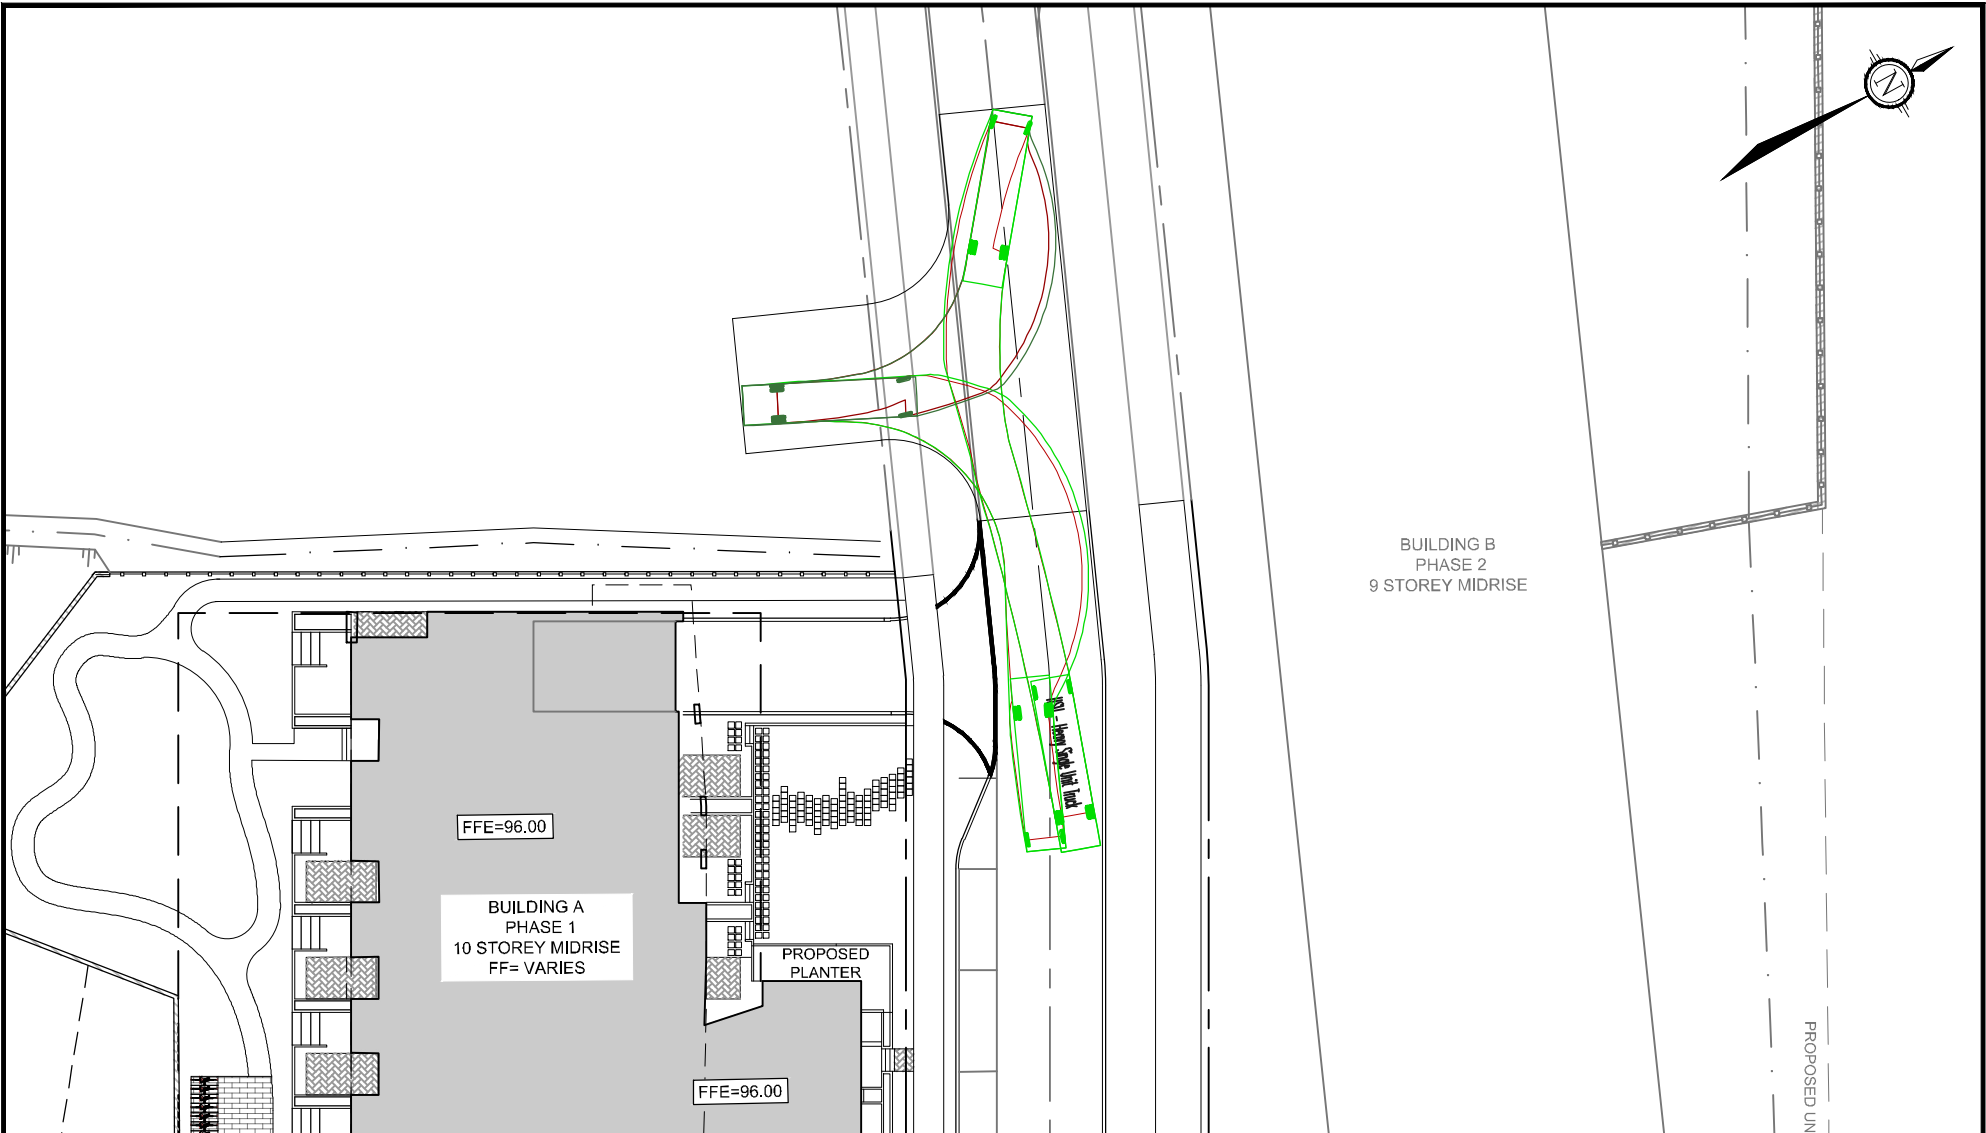 N
BUILDING B
PHASE 2
9 STOREY MIDRISE
HSU - Heavy Single Unit Truck
FFE=96.00
BUILDING A
PHASE 1
10 STOREY MIDRISE
FF= VARIES
PROPOSED
PLANTER
FFE=96.00
PROPOSED UN